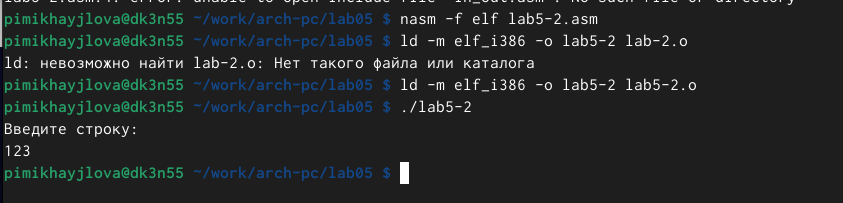 pimikhayjlova@dk3n55 ~/work/arch-pc/lab05 $ nasm -f elf lab5-2.asm
pimikhayjlova@dk3n55 ~/work/arch-pc/lab05 $ ld -m elf_i386 -o lab5-2 lab-2.o
ld: невозможно найти lab-2.o: Нет такого файла или каталога
pimikhayjlova@dk3n55 ~/work/arch-pc/lab05 $ ld -m elf_i386 -o lab5-2 lab5-2.o
pimikhayjlova@dk3n55 ~/work/arch-pc/lab05 $ ./lab5-2
Введите строку:
123
pimikhayjlova@dk3n55 ~/work/arch-pc/lab05 $